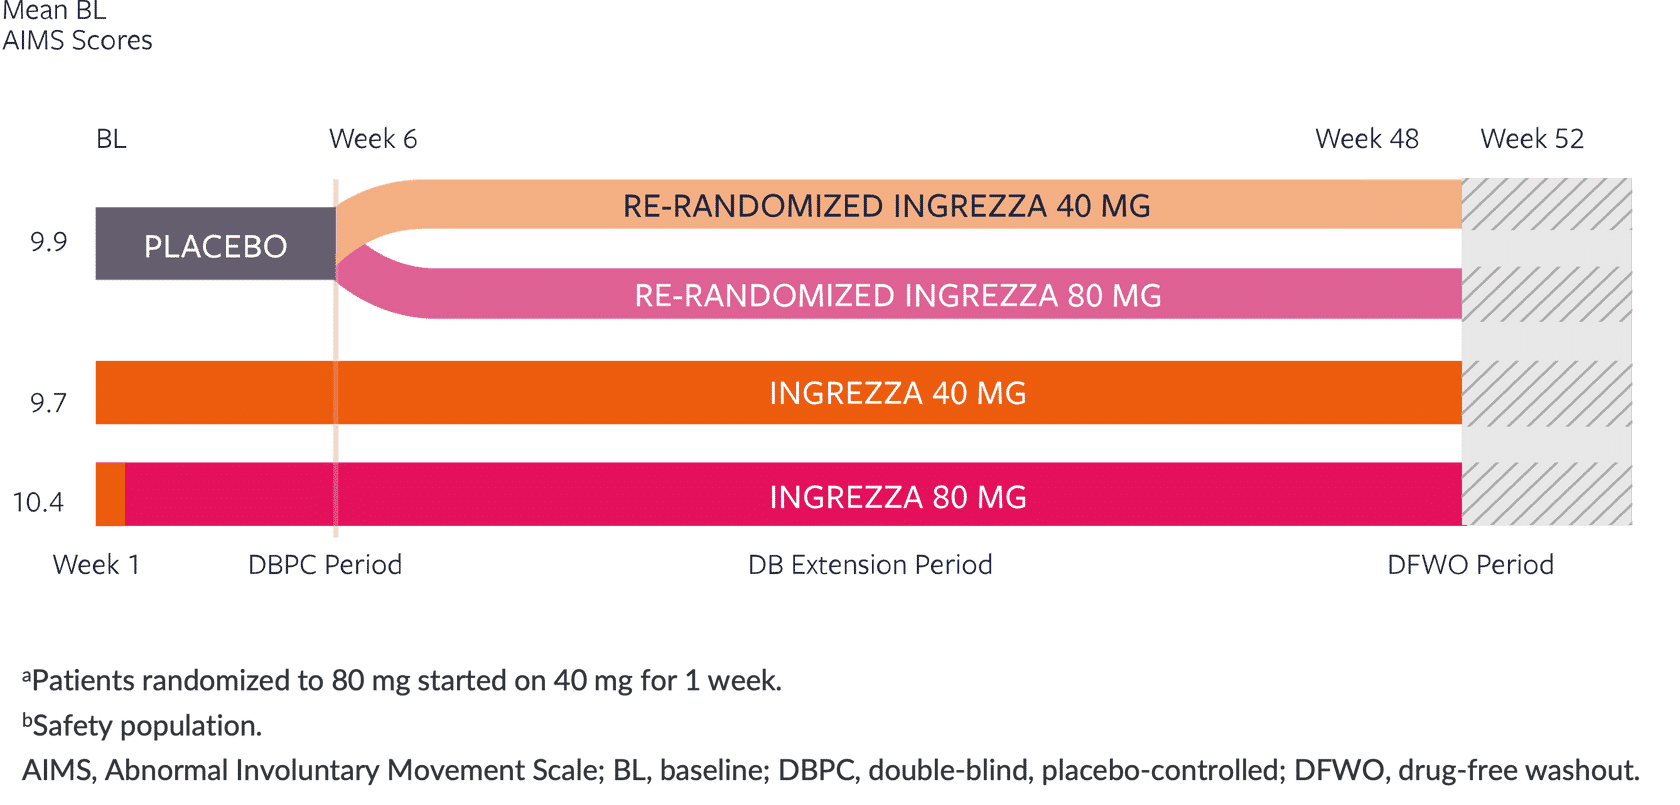 Mean BL
AIMS Scores
BL
Week 6
Week 48
Week 52
RE-RANDOMIZED INGREZZA 40 MG
9.9
PLACEBO
RE-RANDOMIZED INGREZZA 80 MG
9.7
INGREZZA 40 MG
10.4
INGREZZA 80 MG
Week 1
DBPC Period
DB Extension Period
DFWO Period
ᵃPatients randomized to 80 mg started on 40 mg for 1 week.
ᵇSafety population.
AIMS, Abnormal Involuntary Movement Scale; BL, baseline; DBPC, double-blind, placebo-controlled; DFWO, drug-free washout.